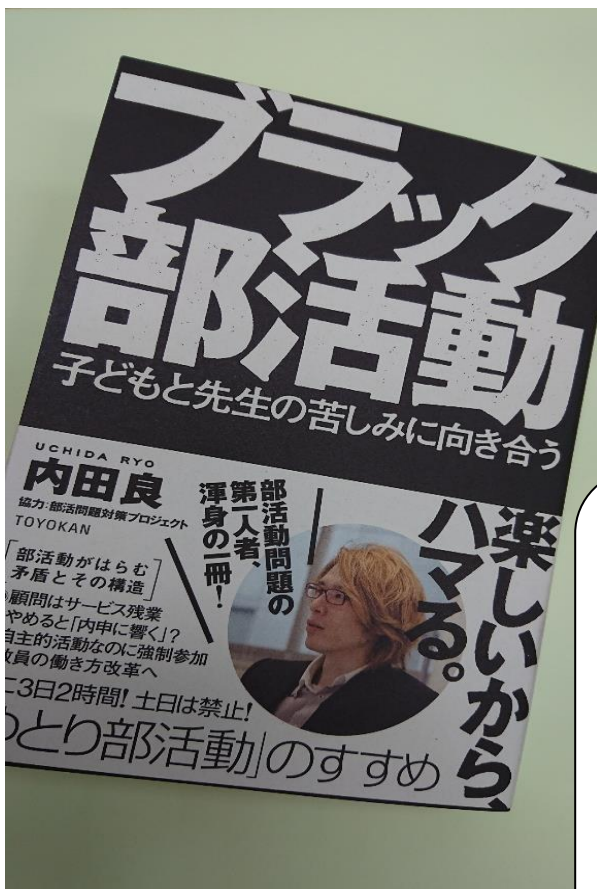 ブラック
部活動
子どもと先生の苦しみに向き合う
UCHIDA RYO
内田良
協力:部活問題対策プロジェクト
TOYOKAN
部活動問題の
第一人者、
渾身の一冊!
楽しいから、
ハマる。
部活動がはらむ
矛盾とその構造
顧問はサービス残業
やめると「内申に響く」?
自主的活動なのに強制参加
教員の働き方改革へ
に3日2時間!土日は禁止!
とり部活動」のすすめ